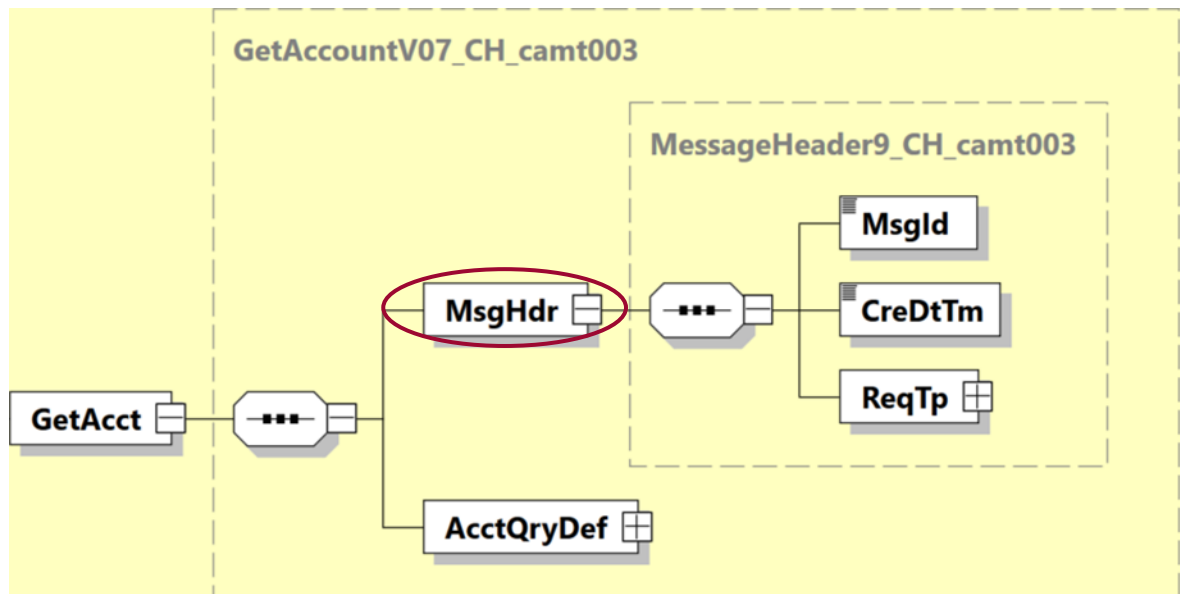 GetAccountV07_CH_camt003
MessageHeader9_CH_camt003
MsgId
MsgHdr
CreDtTm
ReqTp
GetAcct
AcctQryDef